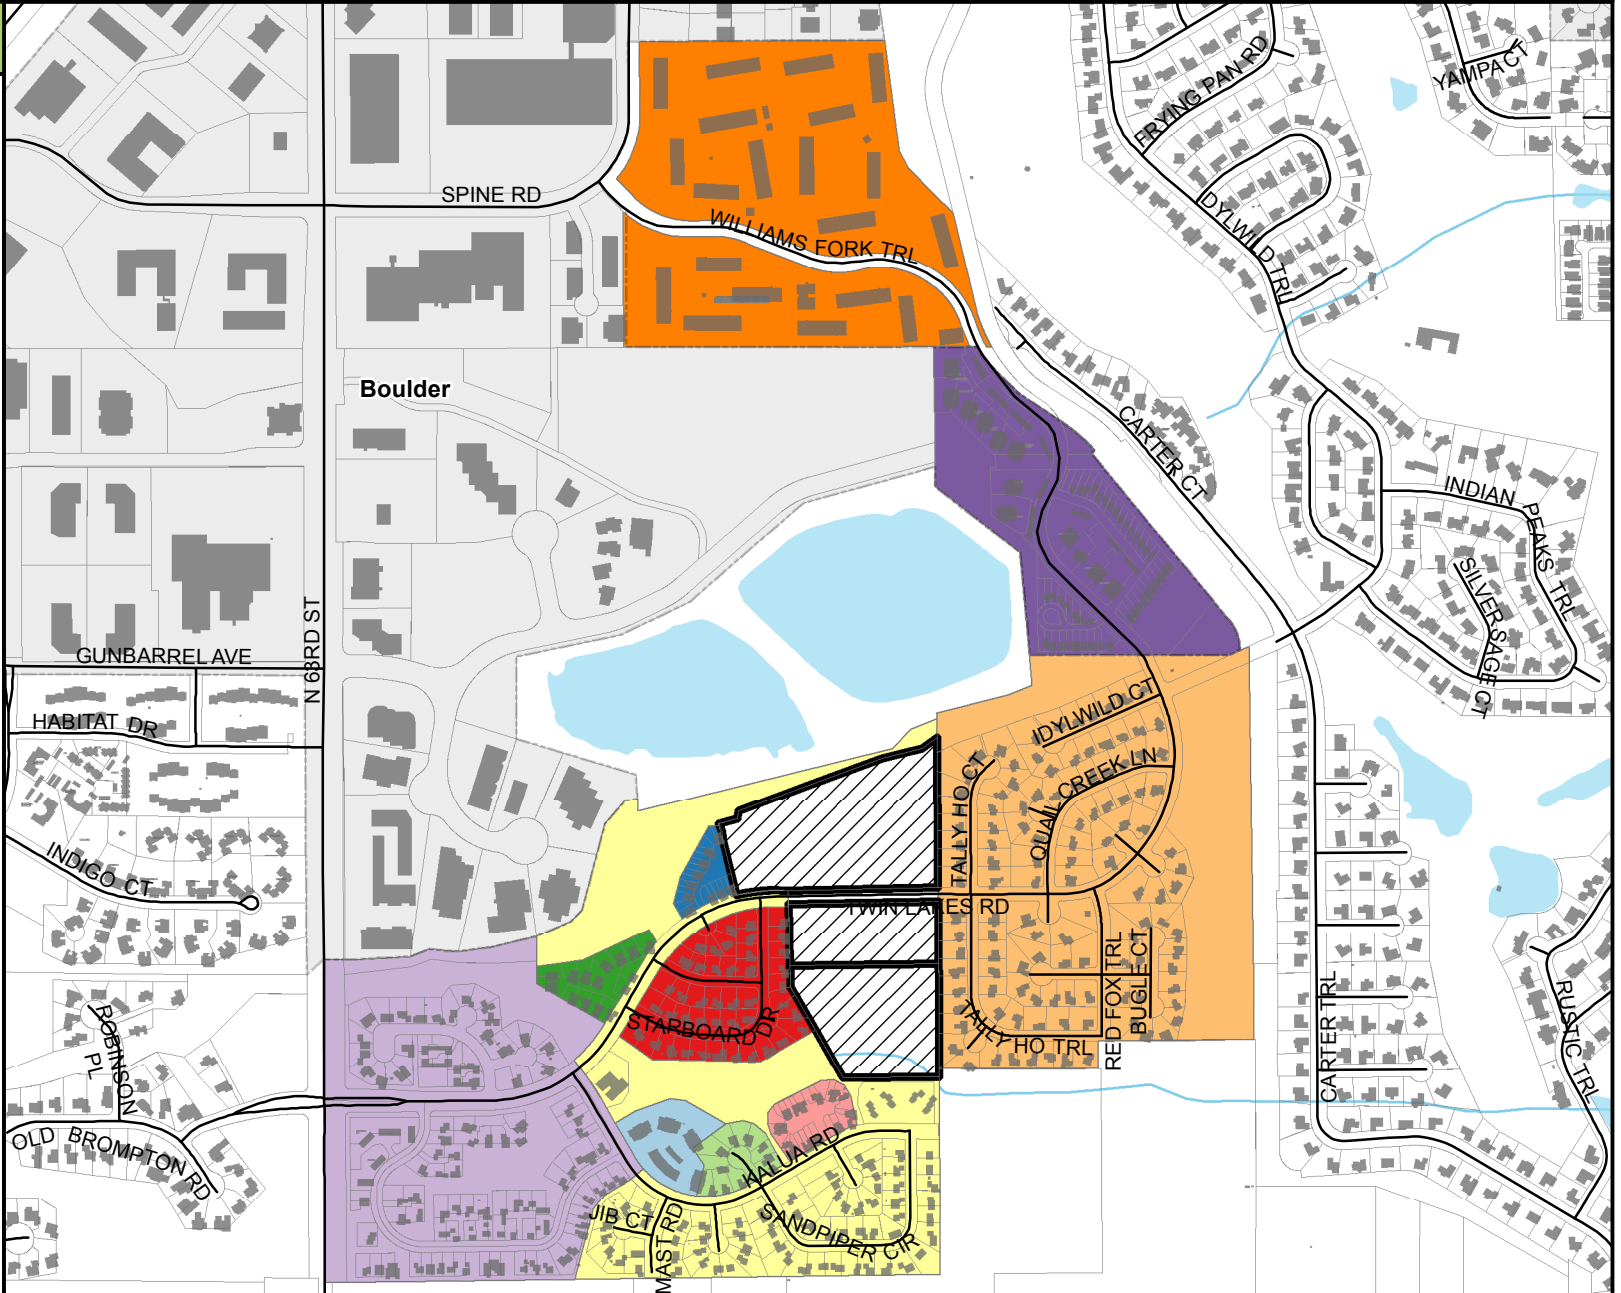 FRYING PAN RD
YAMPA CT
SPINE RD
WILLIAMS FORK TRL
IDYLWILD TRL
Boulder
CARTER CT
INDIAN PEAKS TRL
SILVER SAGE CT
N 63RD ST
GUNBARREL AVE
HABITAT DR
IDYLWILD CT
TALLY HO CT
QUAIL CREEK LN
INDIGO CT
TWIN LAKES RD
RED FOX TRL
BUGLE CT
STARBOARD DR
TALLY HO TRL
CARTER TRL
RUSTIC TRL
ROBINSON PL
OLD BROMPTON RD
KALUA RD
JIB CT
MAST RD
SANDPIPER CIR